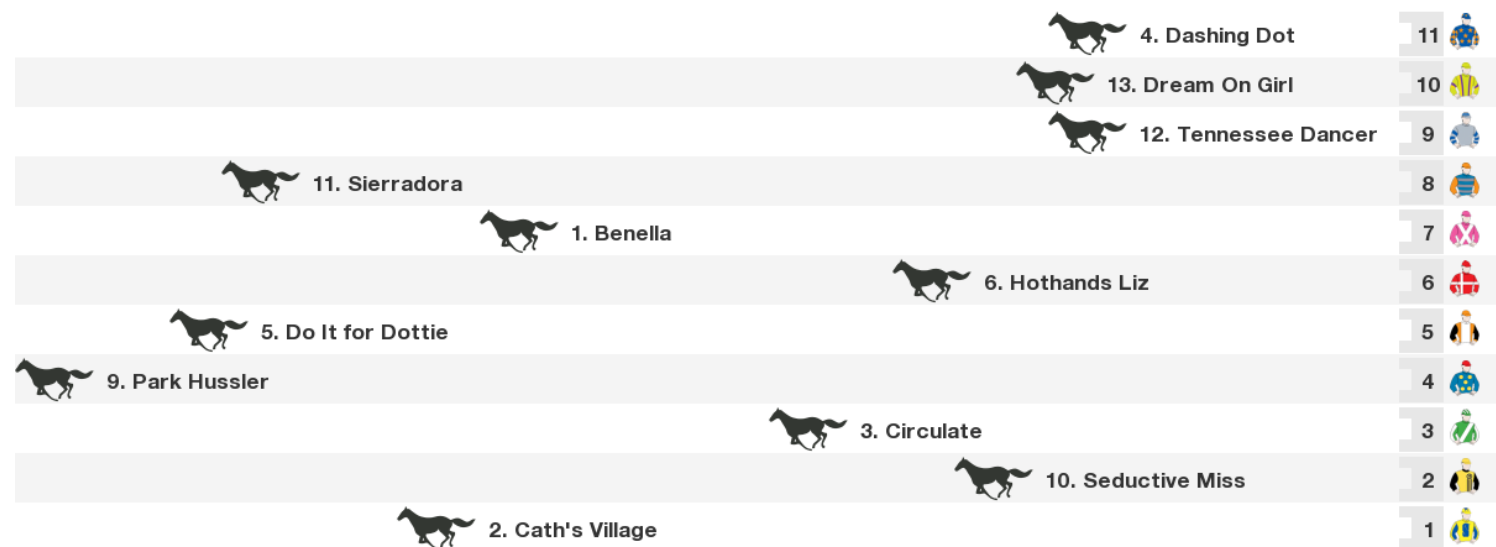 4. Dashing Dot 11
13. Dream On Girl 10
12. Tennessee Dancer 9
11. Sierradora 8
1. Benella 7
6. Hothands Liz 6
5. Do It for Dottie 5
9. Park Hussler 4
3. Circulate 3
10. Seductive Miss 2
2. Cath's Village 1